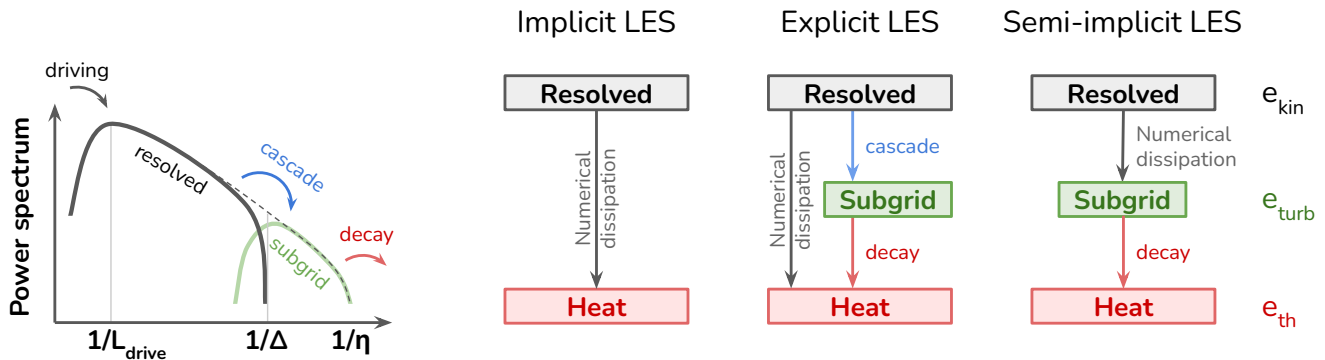 driving
Power spectrum
resolved
cascade
subgrid
decay
1/L_drive
1/Δ
1/η
Implicit LES
Resolved
Numerical
dissipation
Heat
Explicit LES
Resolved
Numerical
dissipation
cascade
Subgrid
decay
Heat
Semi-implicit LES
Resolved
Numerical
dissipation
Subgrid
decay
Heat
e_kin
e_turb
e_th